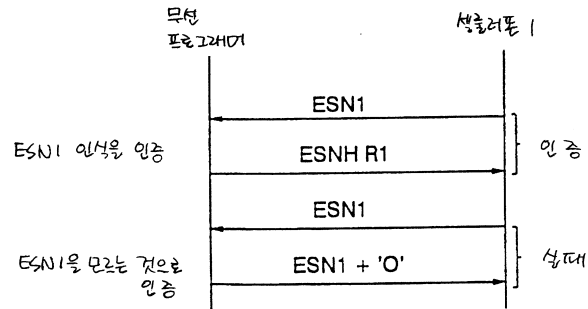 무선
프로그래머
셀룰러폰 1
ESN1
ESN1 인식을 인증
인증
ESNH R1
ESN1
ESN1을 모르는 것으로
인증
ESN1 + 'O'
실패